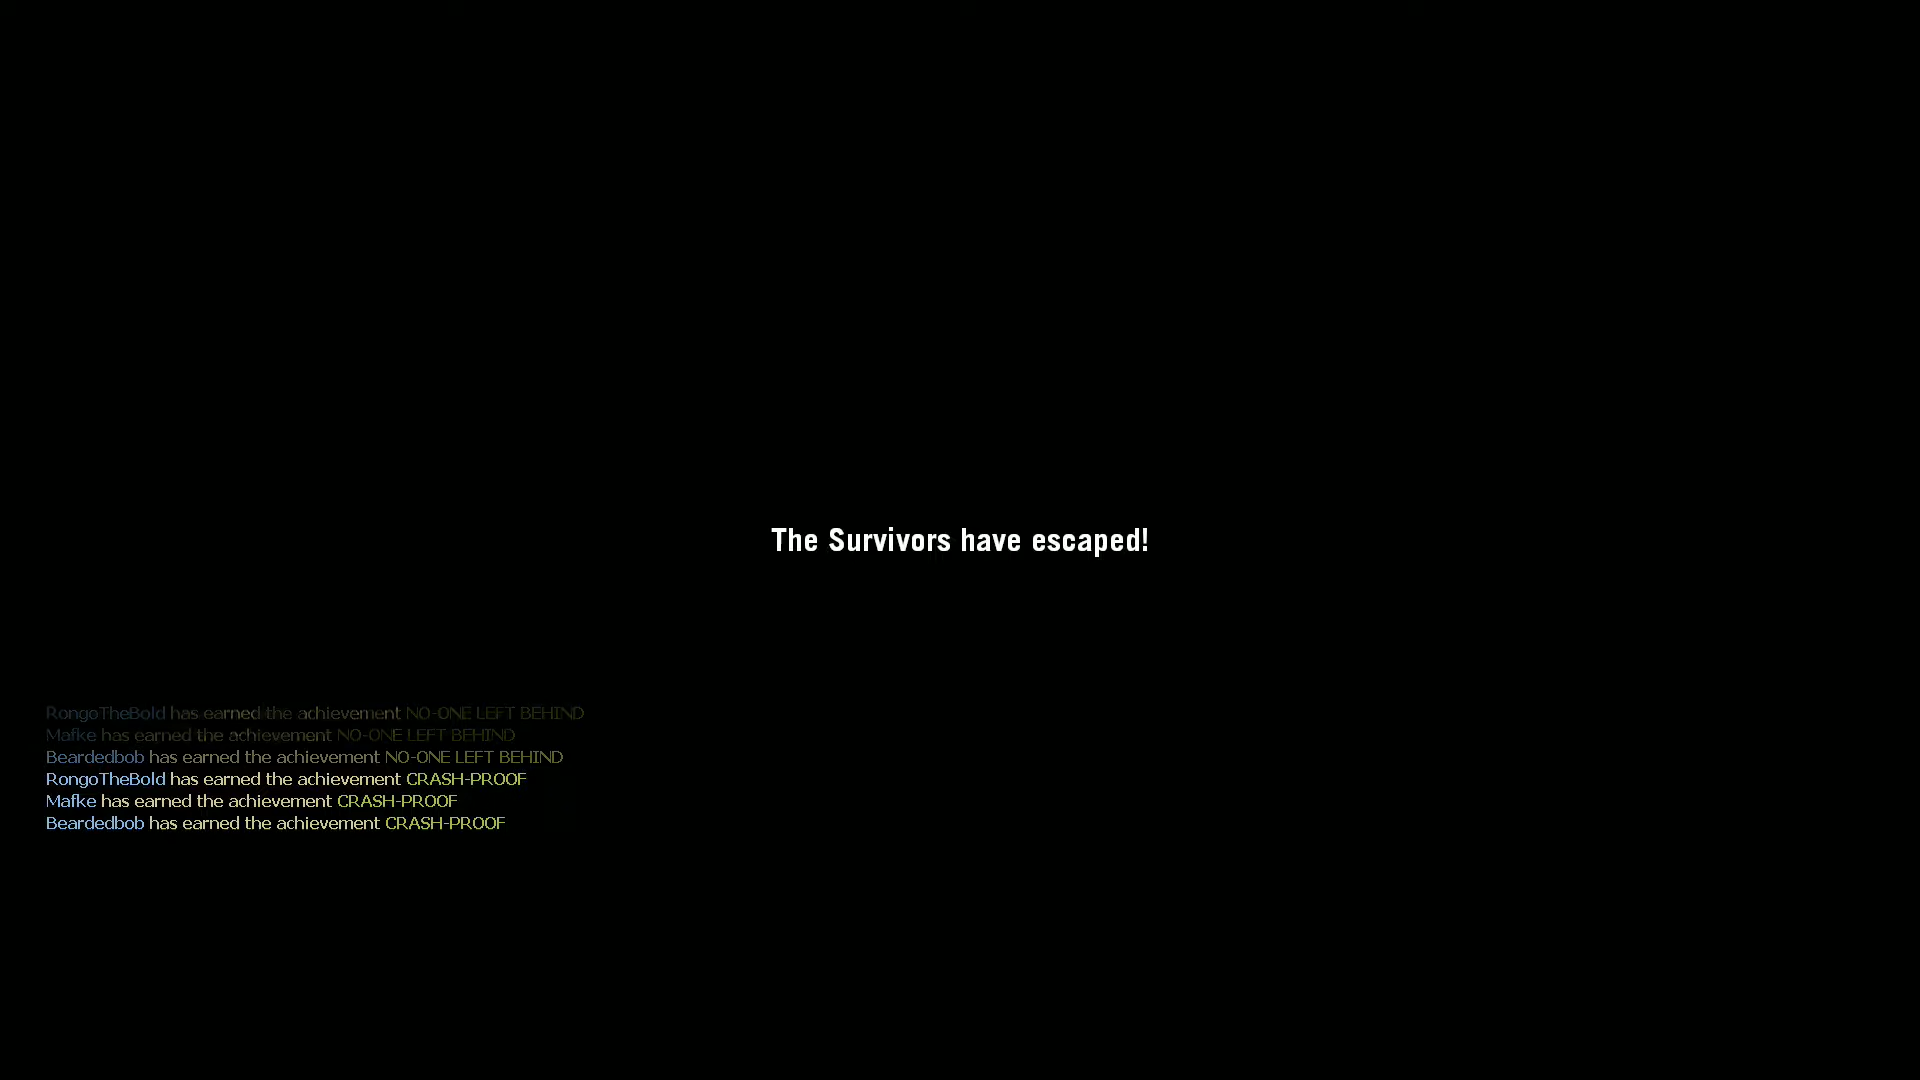 The Survivors have escaped!
RongoTheBold has earned the achievement NO-ONE LEFT BEHIND
Mafke has earned the achievement NO-ONE LEFT BEHIND
Beardedbob has earned the achievement NO-ONE LEFT BEHIND
RongoTheBold has earned the achievement CRASH-PROOF
Mafke has earned the achievement CRASH-PROOF
Beardedbob has earned the achievement CRASH-PROOF